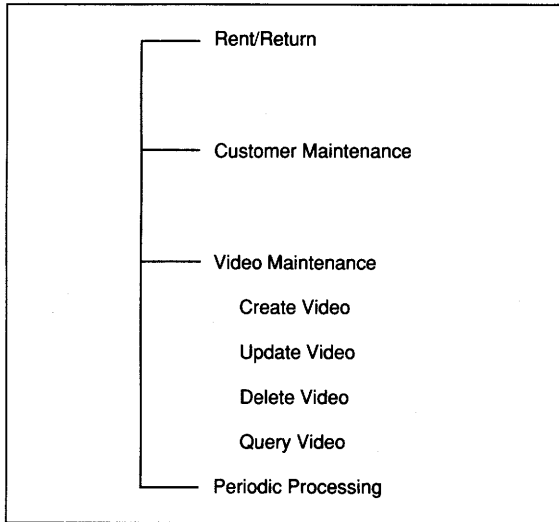 Rent/Return
Customer Maintenance
Video Maintenance
Create Video
Update Video
Delete Video
Query Video
Periodic Processing